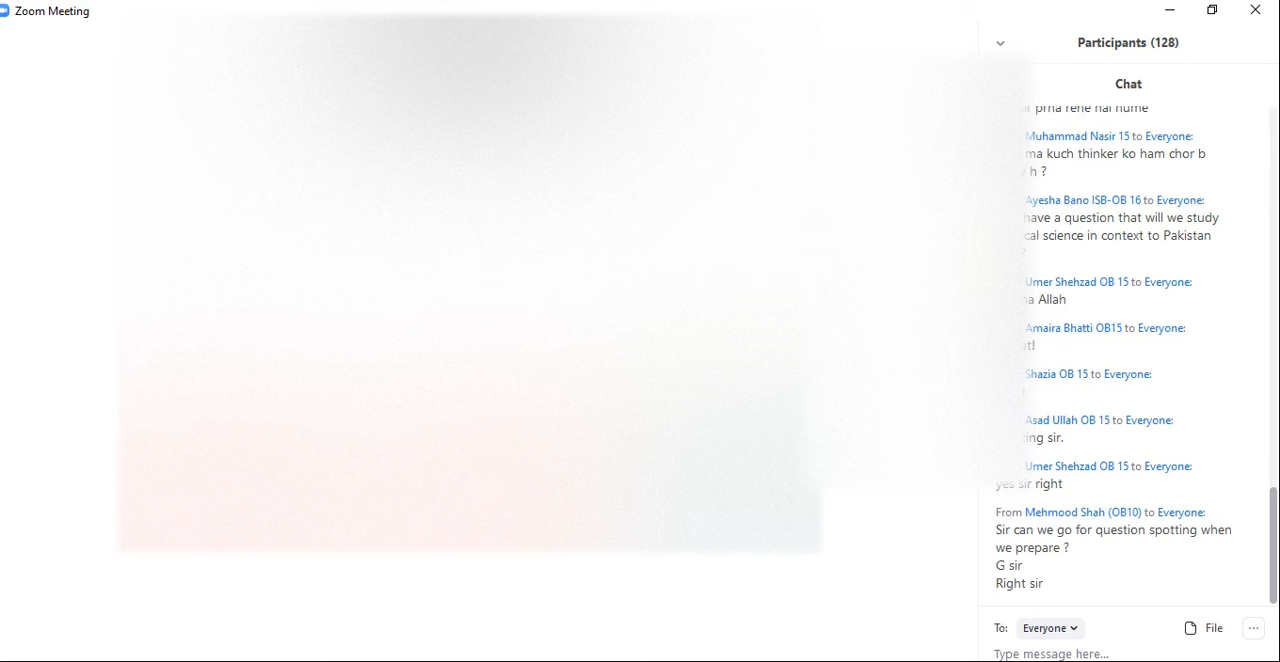 Zoom Meeting
Participants (128)
Chat
prha rehe hai hume
Muhammad Nasir 15 to Everyone:
ma kuch thinker ko ham chor b
h ?
Ayesha Bano ISB-OB 16 to Everyone:
have a question that will we study
science in context to Pakistan
?
Umer Shehzad OB 15 to Everyone:
Allah
Amaira Bhatti OB15 to Everyone:
Shazia OB 15 to Everyone:
Asad Ullah OB 15 to Everyone:
sir.
Umer Shehzad OB 15 to Everyone:
yes sir right
From Mehmood Shah (OB10) to Everyone:
Sir can we go for question spotting when
we prepare ?
G sir
Right sir
To: Everyone File ...
Type message here...